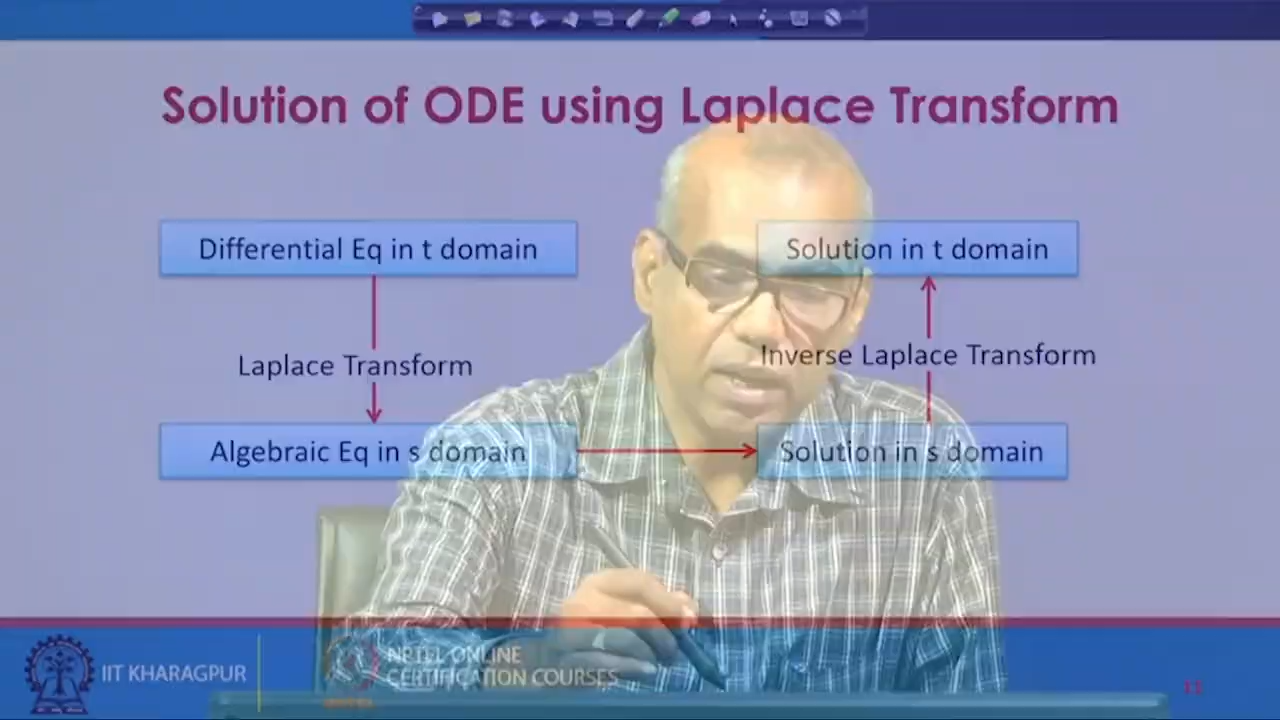 Solution of ODE using Laplace Transform
Differential Eq in t domain
Solution in t domain
Laplace Transform
Inverse Laplace Transform
Algebraic Eq in s domain
Solution in s domain
IIT KHARAGPUR
NPTEL ONLINE
CERTIFICATION COURSES
11